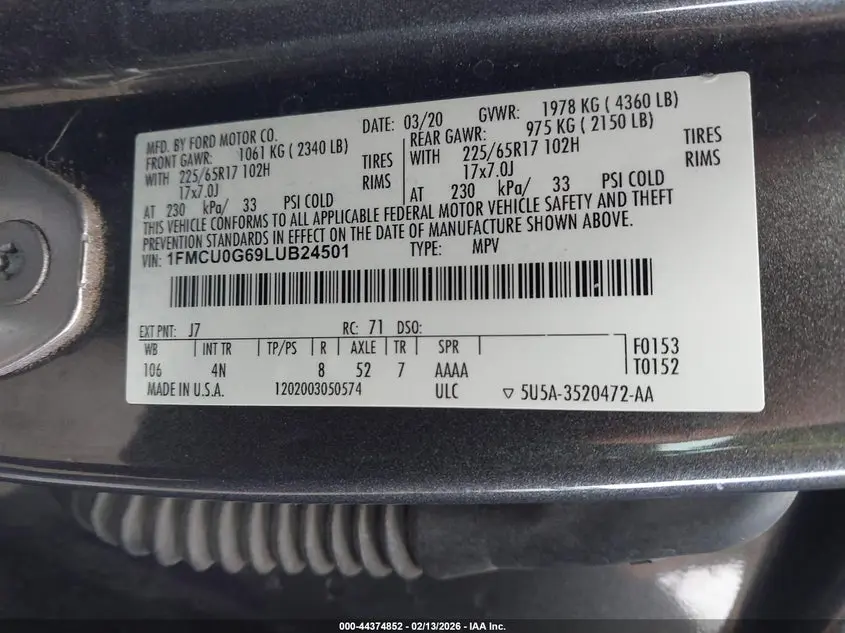 MFD. BY FORD MOTOR CO.
DATE: 03/20 GVWR: 1978 KG ( 4360 LB)
FRONT GAWR: 1061 KG ( 2340 LB) REAR GAWR: 975 KG ( 2150 LB)
WITH 225/65R17 102H TIRES WITH 225/65R17 102H TIRES
17x7.0J RIMS 17x7.0J RIMS
AT 230 kPa/ 33 PSI COLD AT 230 kPa/ 33 PSI COLD
THIS VEHICLE CONFORMS TO ALL APPLICABLE FEDERAL MOTOR VEHICLE SAFETY AND THEFT
PREVENTION STANDARDS IN EFFECT ON THE DATE OF MANUFACTURE SHOWN ABOVE.
VIN: 1FMCU0G69LUB24501 TYPE: MPV
EXT PNT: J7 RC: 71 DSO:
WB INT TR TP/PS R AXLE TR SPR F0153
106 4N 8 52 7 AAAA T0152
MADE IN U.S.A. 1202003050574 ULC ▽ 5U5A-3520472-AA
000-44374852 - 02/13/2026 - IAA Inc.